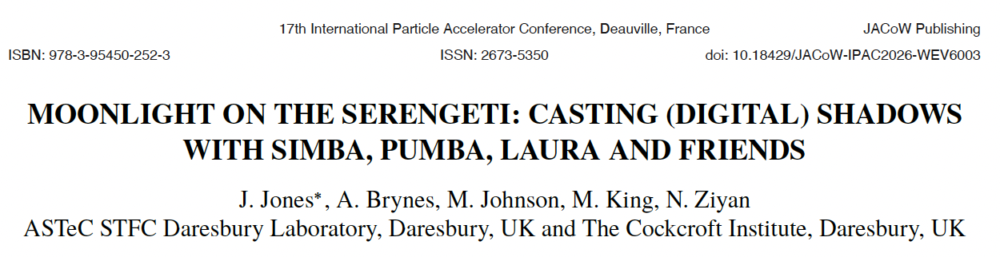 17th International Particle Accelerator Conference, Deauville, France JACoW Publishing
ISBN: 978-3-95450-252-3 ISSN: 2673-5350 doi: 10.18429/JACoW-IPAC2026-WEV6003
MOONLIGHT ON THE SERENGETI: CASTING (DIGITAL) SHADOWS
WITH SIMBA, PUMBA, LAURA AND FRIENDS
J. Jones*, A. Brynes, M. Johnson, M. King, N. Ziyan
ASTeC STFC Daresbury Laboratory, Daresbury, UK and The Cockcroft Institute, Daresbury, UK